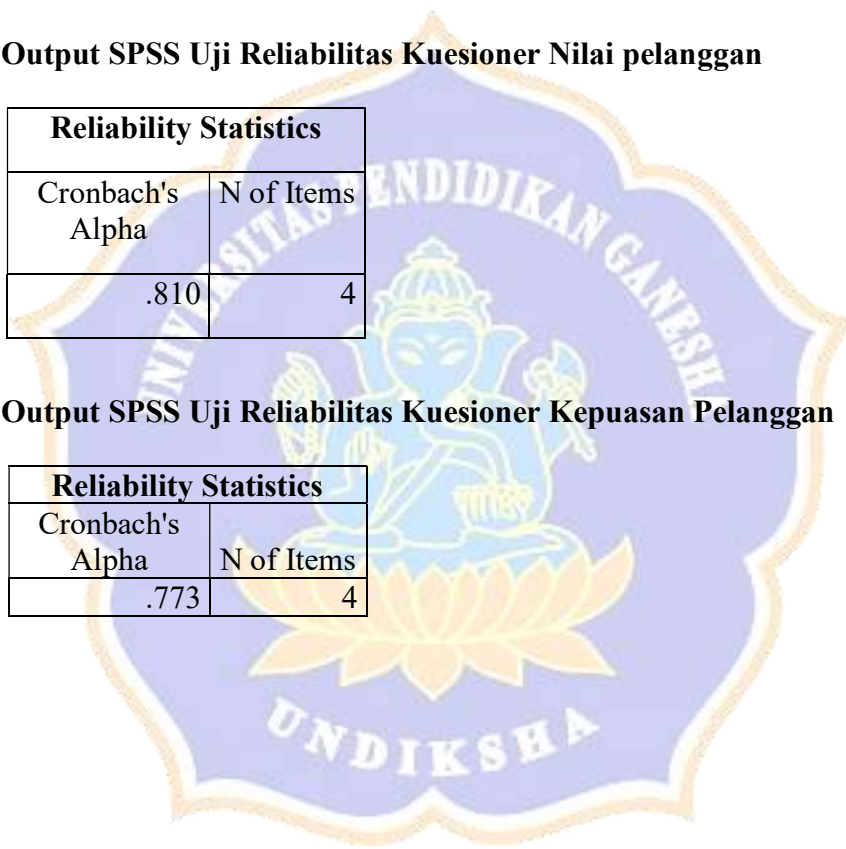 Output SPSS Uji Reliabilitas Kuesioner Nilai pelanggan
Reliability Statistics
Cronbach's Alpha N of Items
.810 4
Output SPSS Uji Reliabilitas Kuesioner Kepuasan Pelanggan
Reliability Statistics
Cronbach's
Alpha N of Items
.773 4
UNIVERSITAS PENDIDIKAN GANESHA
UNDIKSHA